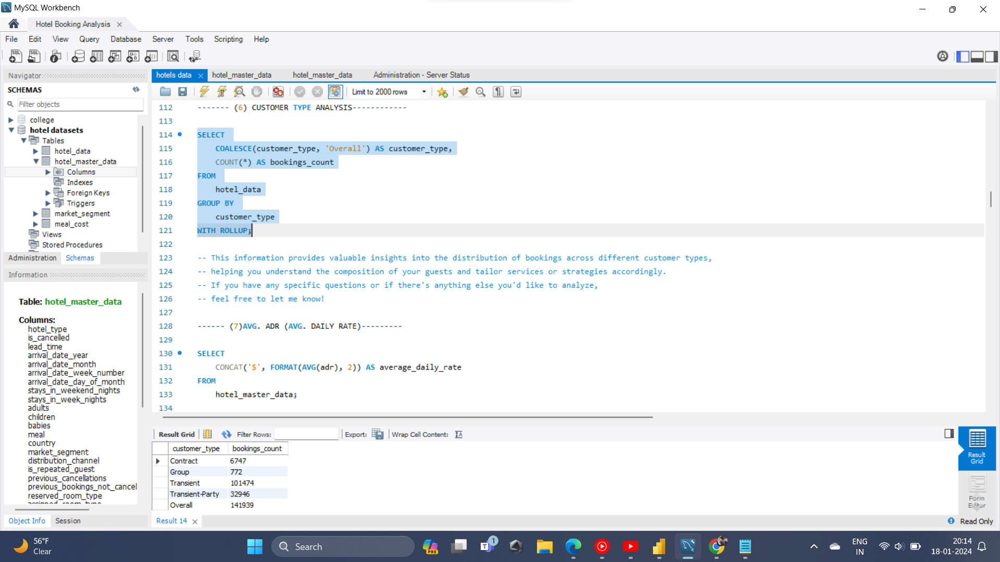 MySQL Workbench
Hotel Booking Analysis
File Edit View Query Database Server Tools Scripting Help
Navigator
SCHEMAS
Filter objects
college
hotel datasets
Tables
hotel_data
hotel_master_data
Columns
Indexes
Foreign Keys
Triggers
market_segment
meal_cost
Views
Stored Procedures
Administration Schemas
Information
Table: hotel_master_data
Columns:
hotel_type
is_cancelled
lead_time
arrival_date_year
arrival_date_month
arrival_date_week_number
arrival_date_day_of_month
stays_in_weekend_nights
stays_in_week_nights
adults
children
babies
meal
country
market_segment
distribution_channel
is_repeated_guest
previous_cancellations
previous_bookings_not_cancel
reserved_room_type
assigned_room_type
Object Info Session
hotels data hotel_master_data hotel_master_data Administration - Server Status
Limit to 2000 rows
112 ------- (6) CUSTOMER TYPE ANALYSIS------------
113
114 SELECT
115 COALESCE(customer_type, 'Overall') AS customer_type,
116 COUNT(*) AS bookings_count
117 FROM
118 hotel_data
119 GROUP BY
120 customer_type
121 WITH ROLLUP;
122
123 -- This information provides valuable insights into the distribution of bookings across different customer types,
124 -- helping you understand the composition of your guests and tailor services or strategies accordingly.
125 -- If you have any specific questions or if there's anything else you'd like to analyze,
126 -- feel free to let me know!
127
128 ------ (7)AVG. ADR (AVG. DAILY RATE)---------
129
130 SELECT
131 CONCAT('$', FORMAT(AVG(adr), 2)) AS average_daily_rate
132 FROM
133 hotel_master_data;
134
Result Grid Filter Rows: Export: Wrap Cell Content:
customer_type bookings_count
Contract 6747
Group 772
Transient 101474
Transient-Party 32946
Overall 141939
Result Grid
Form Editor
Result 14
Read Only
56°F
Clear
Search
PRE
1
ENG
IN
20:14
18-01-2024